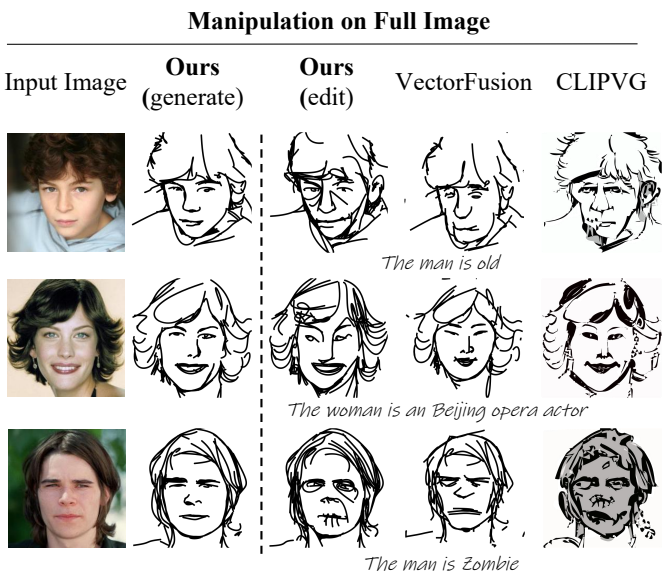 Manipulation on Full Image
Input Image Ours (generate) Ours (edit) VectorFusion CLIPVG
The man is old
The woman is an Beijing opera actor
The man is Zombie